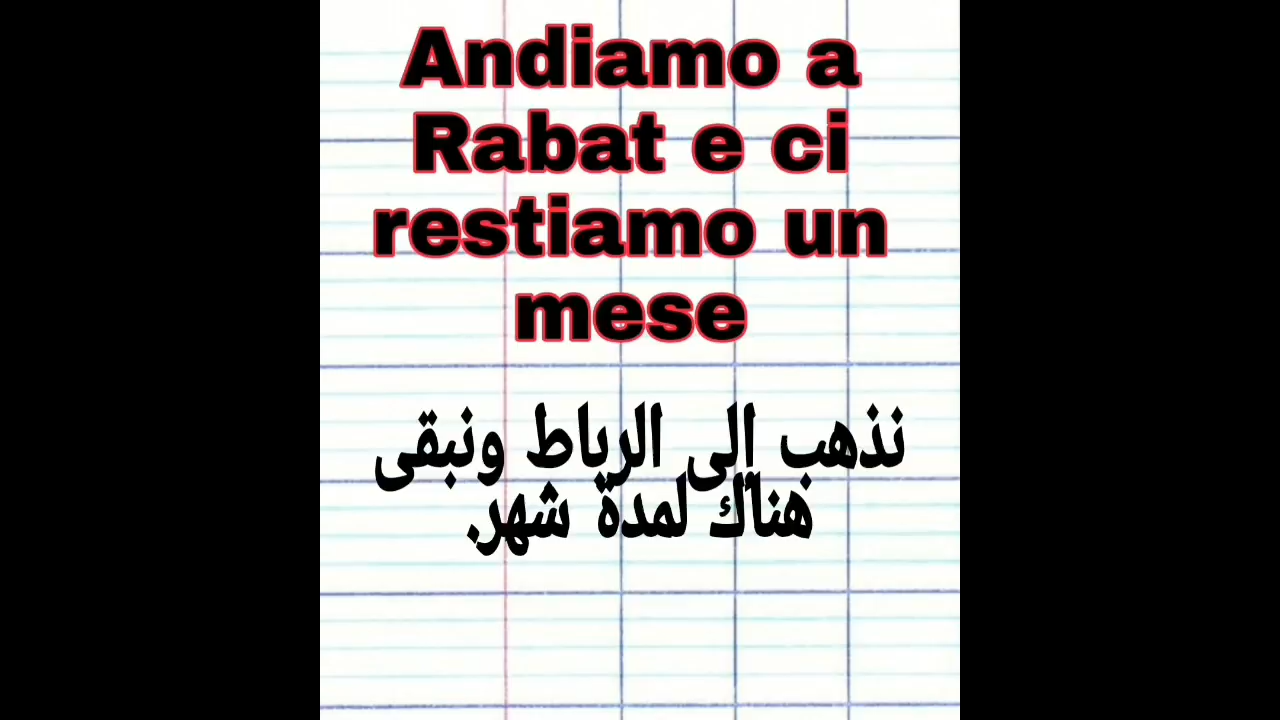 Andiamo a
Rabat e ci
restiamo un
mese
نذهب إلى الرباط ونبقى
هناك لمدة شهر.